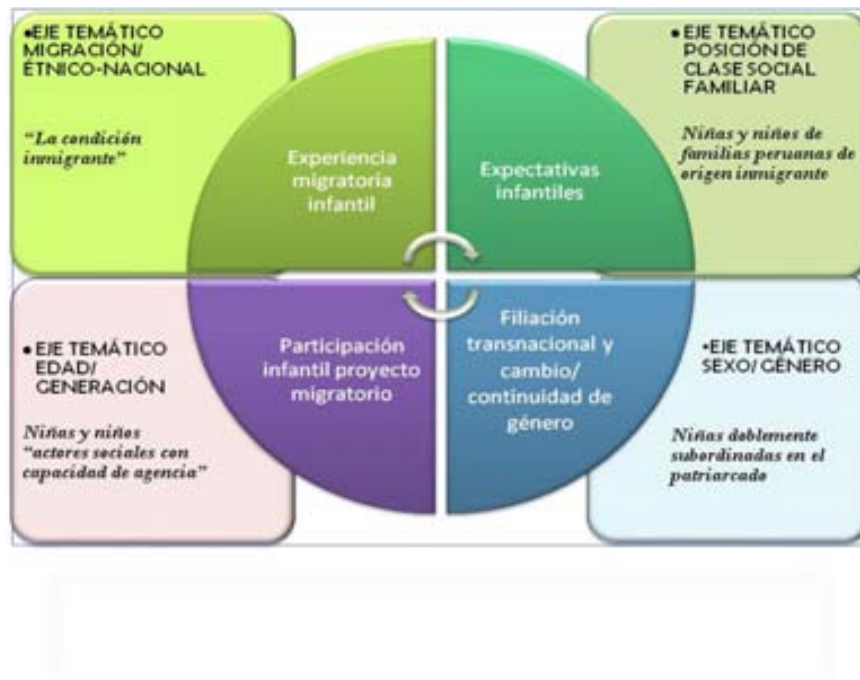 •EJE TEMÁTICO
MIGRACIÓN/
ÉTNICO-NACIONAL
“La condición
inmigrante”
Experiencia
migratoria
infantil
Expectativas
infantiles
• EJE TEMÁTICO
POSICIÓN DE
CLASE SOCIAL
FAMILIAR
Niñas y niños de
familias peruanas de
origen inmigrante
• EJE TEMÁTICO
EDAD/
GENERACIÓN
Niñas y niños
“actores sociales con
capacidad de agencia”
Participación
infantil proyecto
migratorio
Filiación
transnacional y
cambio/
continuidad de
género
•EJE TEMÁTICO
SEXO/ GÉNERO
Niñas doblemente
subordinadas en el
patriarcado